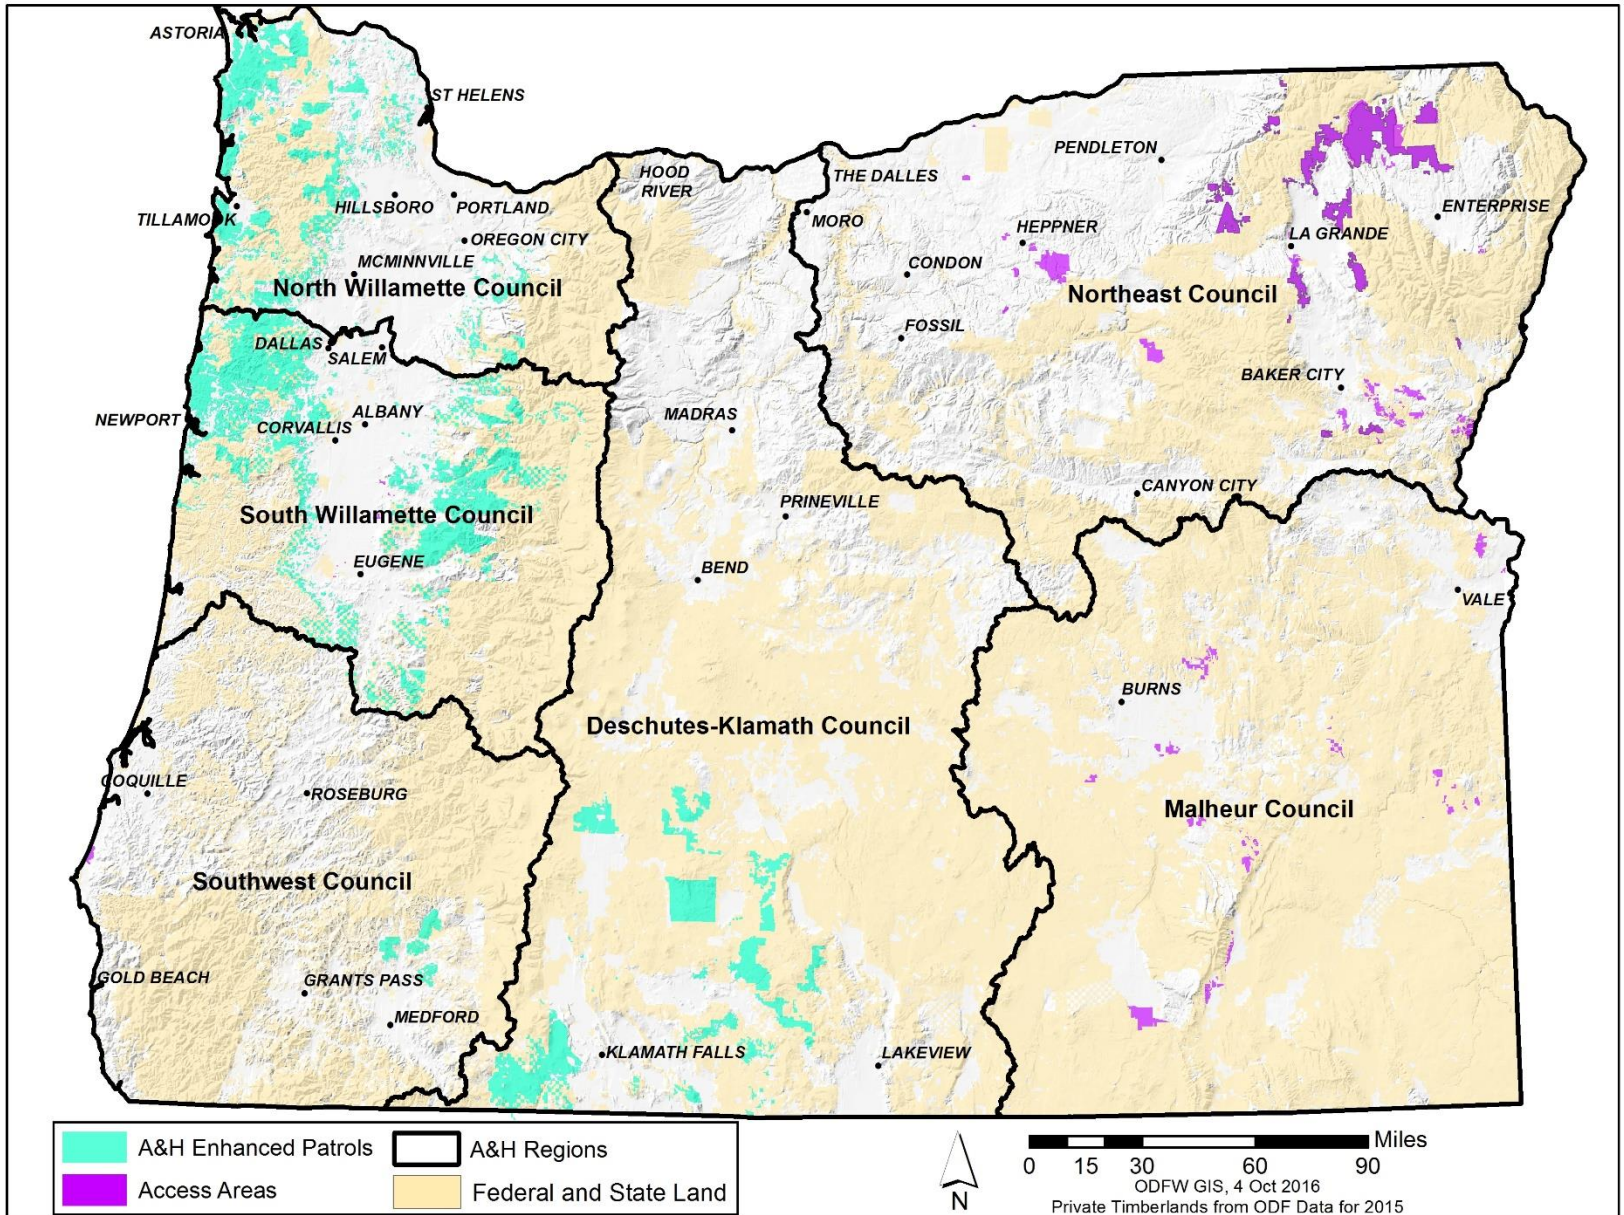 ASTORIA
ST HELENS
HOOD
RIVER
THE DALLES
PENDLETON
TILLAMOOK
HILLSBORO
PORTLAND
MORO
ENTERPRISE
OREGON CITY
HEPPNER
LA GRANDE
MCMINNVILLE
CONDON
North Willamette Council
Northeast Council
DALLAS
SALEM
FOSSIL
BAKER CITY
NEWPORT
ALBANY
CORVALLIS
MADRAS
CANYON CITY
PRINEVILLE
South Willamette Council
EUGENE
BEND
VALE
BURNS
Deschutes-Klamath Council
COQUILLE
ROSEBURG
Malheur Council
Southwest Council
GOLD BEACH
GRANTS PASS
MEDFORD
KLAMATH FALLS
LAKEVIEW
A&H Enhanced Patrols
A&H Regions
Access Areas
Federal and State Land
N
Miles
0 15 30 60 90
ODFW GIS, 4 Oct 2016
Private Timberlands from ODF Data for 2015